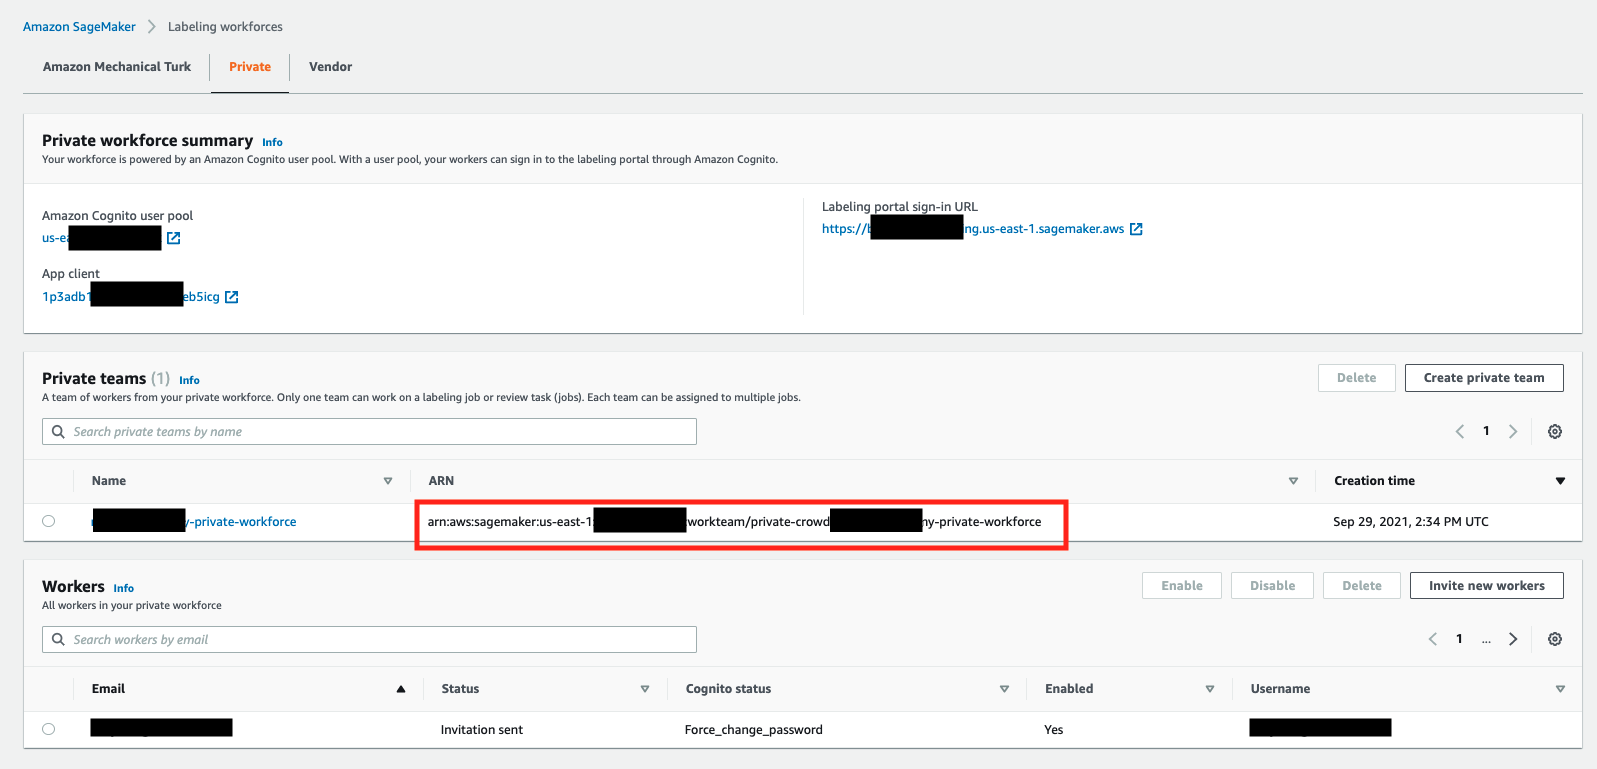 Amazon SageMaker > Labeling workforces
Amazon Mechanical Turk Private Vendor
Private workforce summary Info
Your workforce is powered by an Amazon Cognito user pool. With a user pool, your workers can sign in to the labeling portal through Amazon Cognito.
Amazon Cognito user pool
us-ea
App client
1p3adb1 eb5icg
Labeling portal sign-in URL
https://b ng.us-east-1.sagemaker.aws
Private teams (1) Info
Delete Create private team
A team of workers from your private workforce. Only one team can work on a labeling job or review task (jobs). Each team can be assigned to multiple jobs.
Search private teams by name
1
Name ARN Creation time
y-private-workforce arn:aws:sagemaker:us-east-1: workteam/private-crowd ny-private-workforce Sep 29, 2021, 2:34 PM UTC
Workers Info
Enable Disable Delete Invite new workers
All workers in your private workforce
Search workers by email
1 ...
Email Status Cognito status Enabled Username
Invitation sent Force_change_password Yes